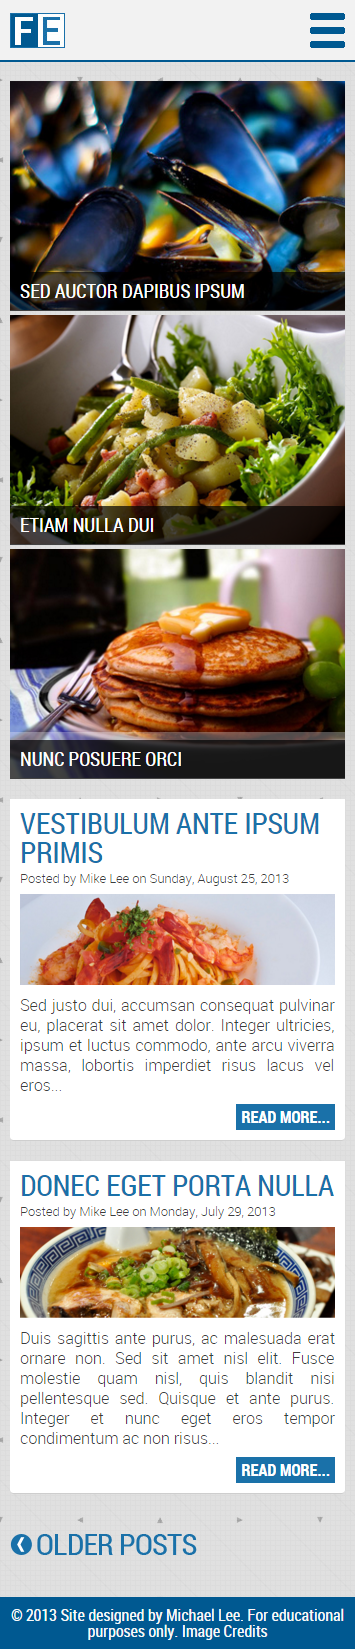 FE
SED AUCTOR DAPIBUS IPSUM
ETIAM NULLA DUI
NUNC POSUERE ORCI
VESTIBULUM ANTE IPSUM
PRIMIS
Posted by Mike Lee on Sunday, August 25, 2013
Sed justo dui, accumsan consequat pulvinar
eu, placerat sit amet dolor. Integer ultricies,
ipsum et luctus commodo, ante arcu viverra
massa, lobortis imperdiet risus lacus vel
eros...
READ MORE...
DONEC EGET PORTA NULLA
Posted by Mike Lee on Monday, July 29, 2013
Duis sagittis ante purus, ac malesuada erat
ornare non. Sed sit amet nisl elit. Fusce
molestie quam nisl, quis blandit nisi
pellentesque sed. Quisque et ante purus.
Integer et nunc eget eros tempor
condimentum ac non risus...
READ MORE...
OLDER POSTS
© 2013 Site designed by Michael Lee. For educational
purposes only. Image Credits